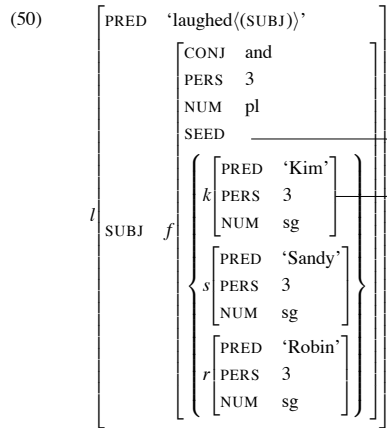 (50)
PRED ‘laughed⟨(SUBJ)⟩’
CONJ and
PERS 3
NUM pl
SEED
PRED ‘Kim’
k PERS 3
NUM sg
l SUBJ f
PRED ‘Sandy’
s PERS 3
NUM sg
PRED ‘Robin’
r PERS 3
NUM sg